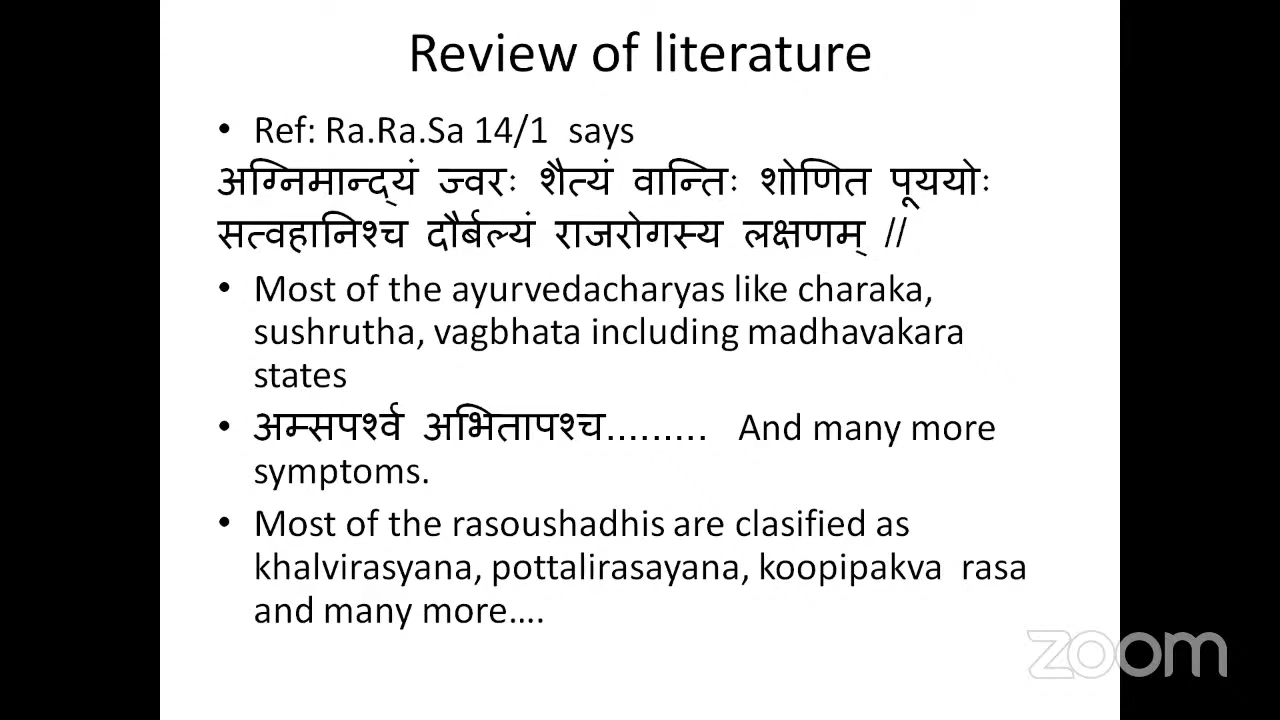 Review of literature
• Ref: Ra.Ra.Sa 14/1 says
अग्निमान्द्यं ज्वरः शैत्यं वान्तिः शोणित पूययोः
सत्वहानिश्च दौर्बल्यं राजरोगस्य लक्षणम् //
• Most of the ayurvedacharyas like charaka,
sushrutha, vagbhata including madhavakara
states
• अम्सपर्श्व अभितापश्च......... And many more
symptoms.
• Most of the rasoushadhis are clasified as
khalvirasyana, pottalirasayana, koopipakva rasa
and many more....
zoom